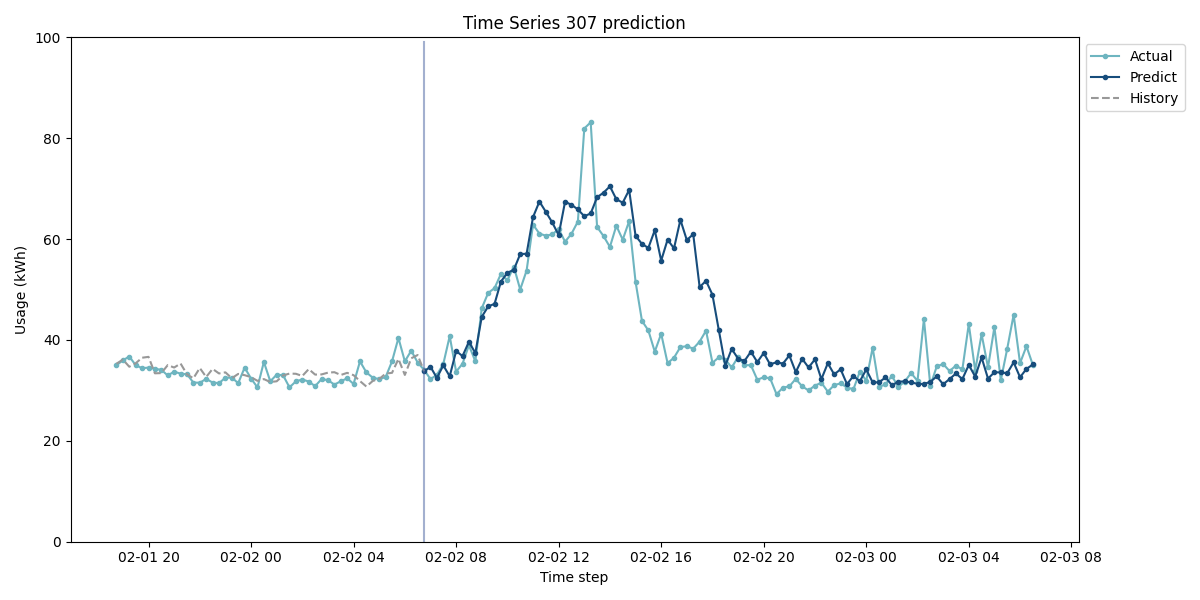 Time Series 307 prediction
Usage (kWh)
100
80
60
40
20
0
02-01 20
02-02 00
02-02 04
02-02 08
02-02 12
02-02 16
02-02 20
02-03 00
02-03 04
02-03 08
Time step
Actual
Predict
History